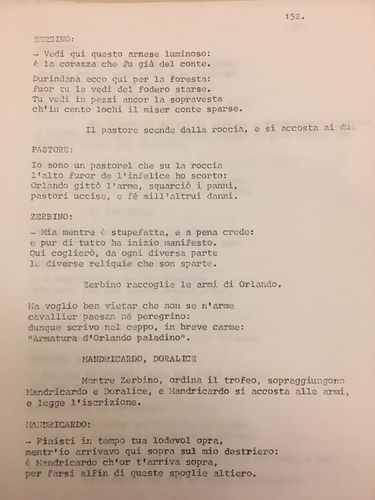 152.
ZERBINO:
- Vedi qui questo arnese luminoso:
è la corazza che fu già del conte.
Durindana ecco qui per la foresta:
fuor tu la vedi del fodero starse.
Tu vedi in pezzi ancor la sopravesta
ch'in cento lochi il miser conte sparse.
Il pastore scende dalla roccia, e si accosta ai due
PASTORE:
Io sono un pastorel che su la roccia
l'alto furor de l'infelice ho scorto:
Orlando gittò l'arme, squarciò i panni,
pastori uccise, e fé mill'altrui danni.
ZERBINO:
- Mia mente è stupefatta, e a pena crede:
e pur di tutto ha inizio manifesto.
Qui coglierò, da ogni diversa parte
le diverse reliquie che son sparte.
Zerbino raccoglie le armi di Orlando.
Ma voglio ben vietar che non se n'arme
cavallier paesan né peregrino:
dunque scrivo nel ceppo, in breve carme:
"Armatura d'Orlando paladino".
MANDRICARDO, DORALICE
Mentre Zerbino, ordina il trofeo, sopraggiungono
Mandricardo e Doralice, e Mandricardo si accosta alle armi,
e legge l'iscrizione.
MANDRICARDO:
- Finisti in tempo tua lodevol opra,
mentr'io arrivavo qui sopra sul mio destriero:
è Mandricardo ch'or t'arriva sopra,
per farsi alfin di queste spoglie altiero.